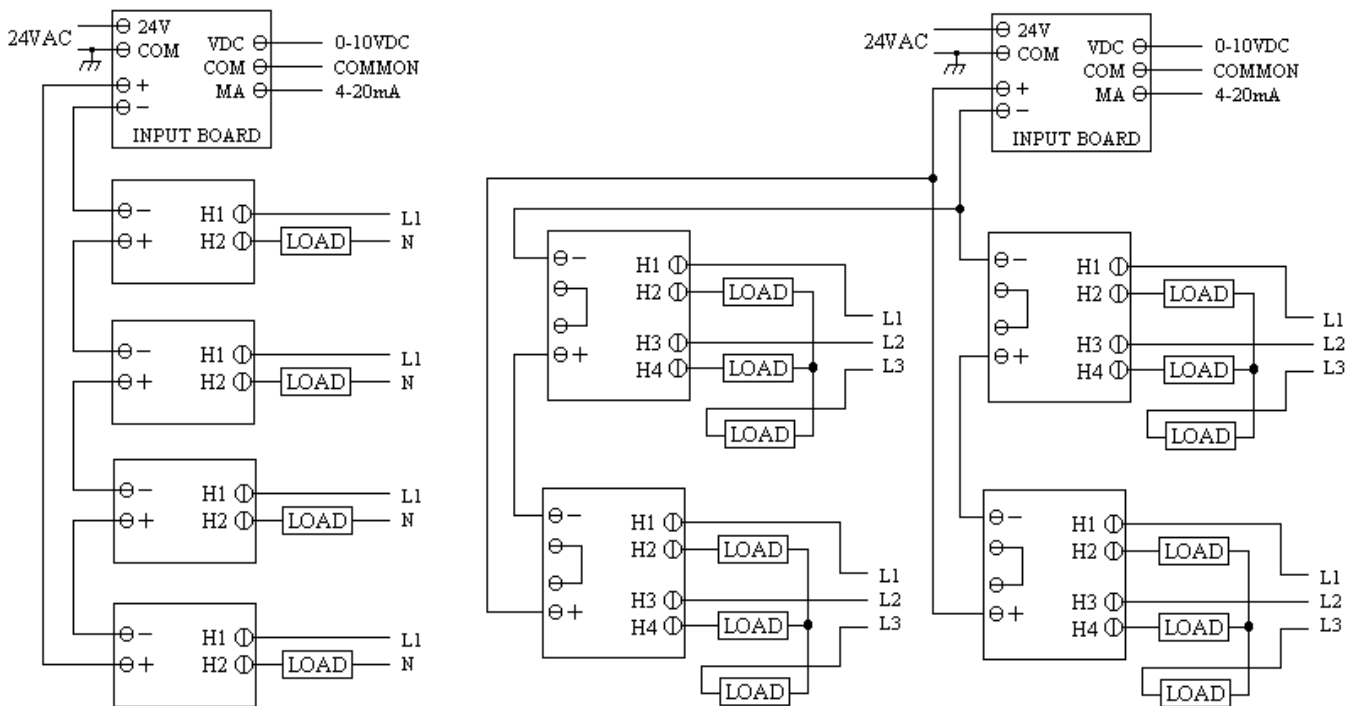 24VAC
24V
COM
+
-
VDC
COM
MA
0-10VDC
COMMON
4-20mA
INPUT BOARD
-
+
H1
H2
LOAD
L1
N
-
+
H1
H2
LOAD
L1
N
-
+
H1
H2
LOAD
L1
N
-
+
H1
H2
LOAD
L1
N
24VAC
24V
COM
+
-
VDC
COM
MA
0-10VDC
COMMON
4-20mA
INPUT BOARD
-
+
H1
H2
H3
H4
LOAD
LOAD
LOAD
L1
L2
L3
-
+
H1
H2
H3
H4
LOAD
LOAD
LOAD
L1
L2
L3
-
+
H1
H2
H3
H4
LOAD
LOAD
LOAD
L1
L2
L3
-
+
H1
H2
H3
H4
LOAD
LOAD
LOAD
L1
L2
L3